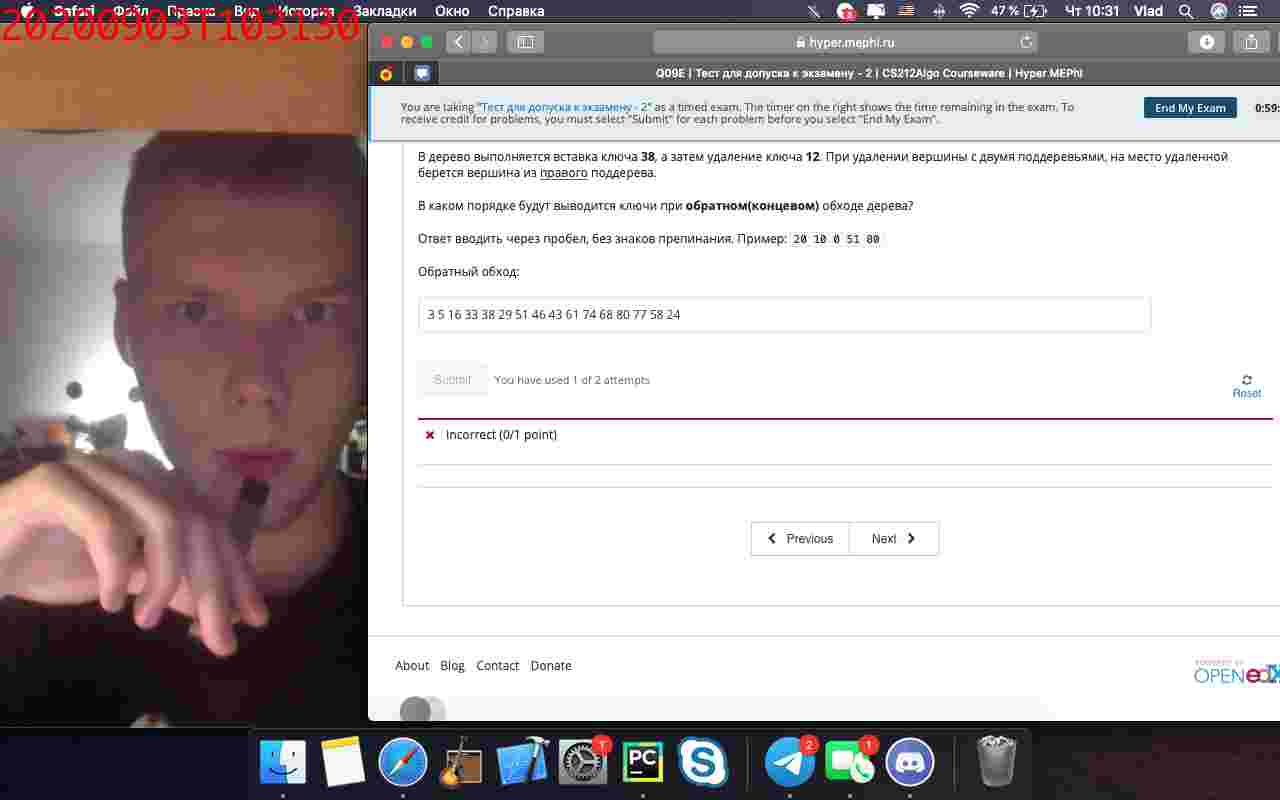 Safari Файл Правка Вид История Закладки Окно Справка 47 % Чт 10:31 Vlad
20200903T103130
hyper.mephi.ru
Q09E | Тест для допуска к экзамену - 2 | CS212Algo Courseware | Hyper.MEPhI
You are taking "Тест для допуска к экзамену - 2" as a timed exam. The timer on the right shows the time remaining in the exam. To
receive credit for problems, you must select "Submit" for each problem before you select "End My Exam".
End My Exam
0:59:
В дерево выполняется вставка ключа 38, а затем удаление ключа 12. При удалении вершины с двумя поддеревьями, на место удаленной
берется вершина из правого поддерева.
В каком порядке будут выводится ключи при обратном(концевом) обходе дерева?
Ответ вводить через пробел, без знаков препинания. Пример: 20 10 0 51 80
Обратный обход:
3 5 16 33 38 29 51 46 43 61 74 68 80 77 58 24
Submit You have used 1 of 2 attempts
Reset
Incorrect (0/1 point)
Previous Next
About Blog Contact Donate
POWERED BY
OPEN edX
PC
1
2
1